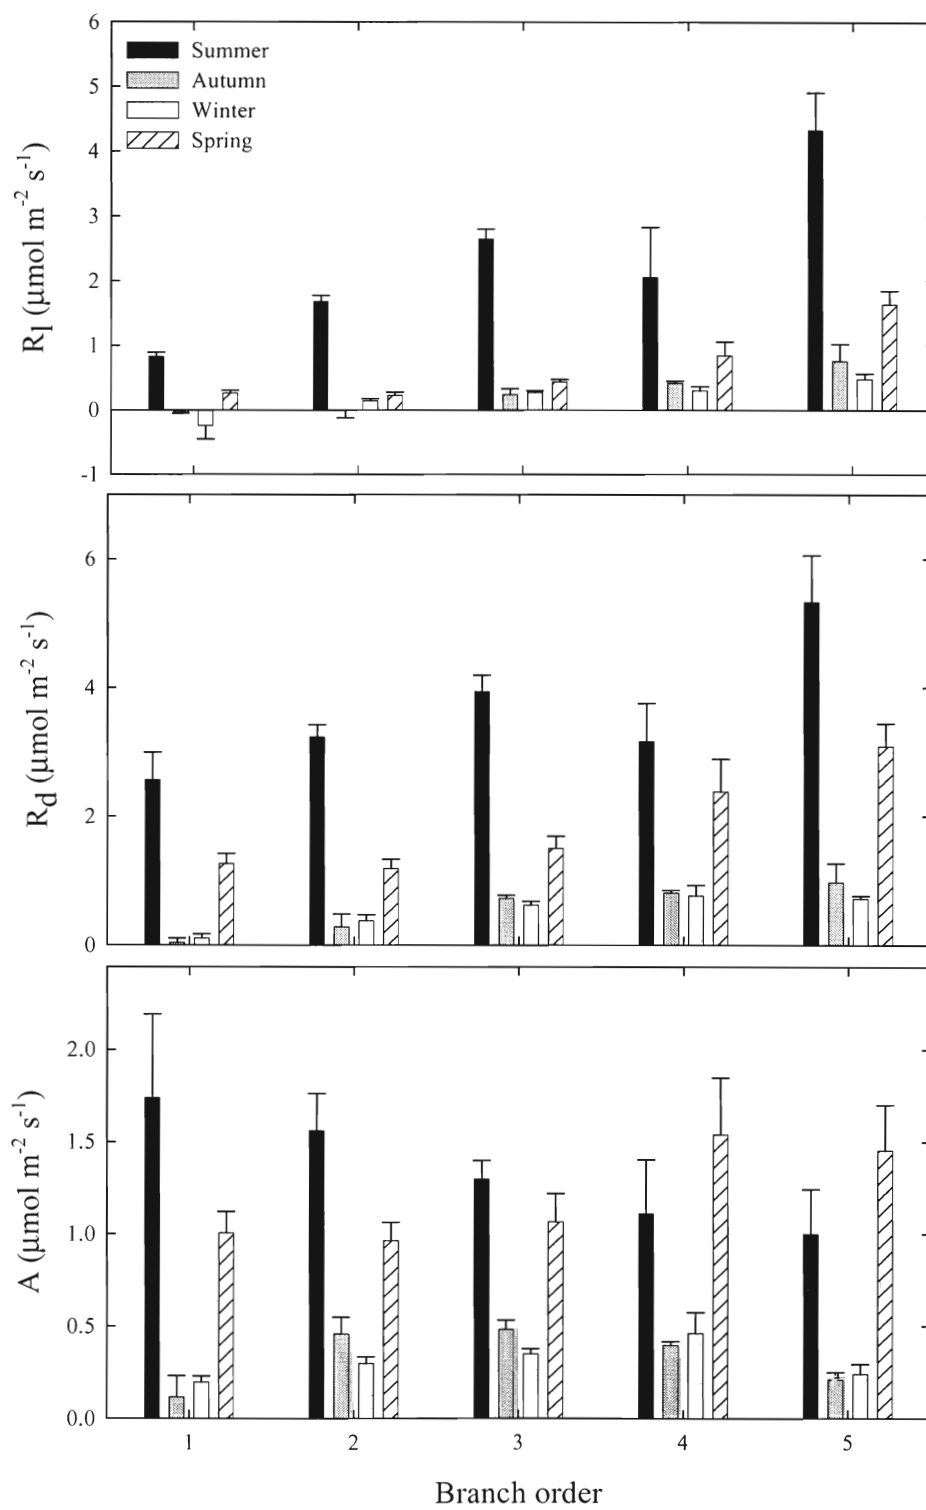 6
5
4
3
2
1
0
-1
R_l (μmol m⁻² s⁻¹)
Summer
Autumn
Winter
Spring
6
4
2
0
R_d (μmol m⁻² s⁻¹)
2.0
1.5
1.0
0.5
0.0
A (μmol m⁻² s⁻¹)
1 2 3 4 5
Branch order